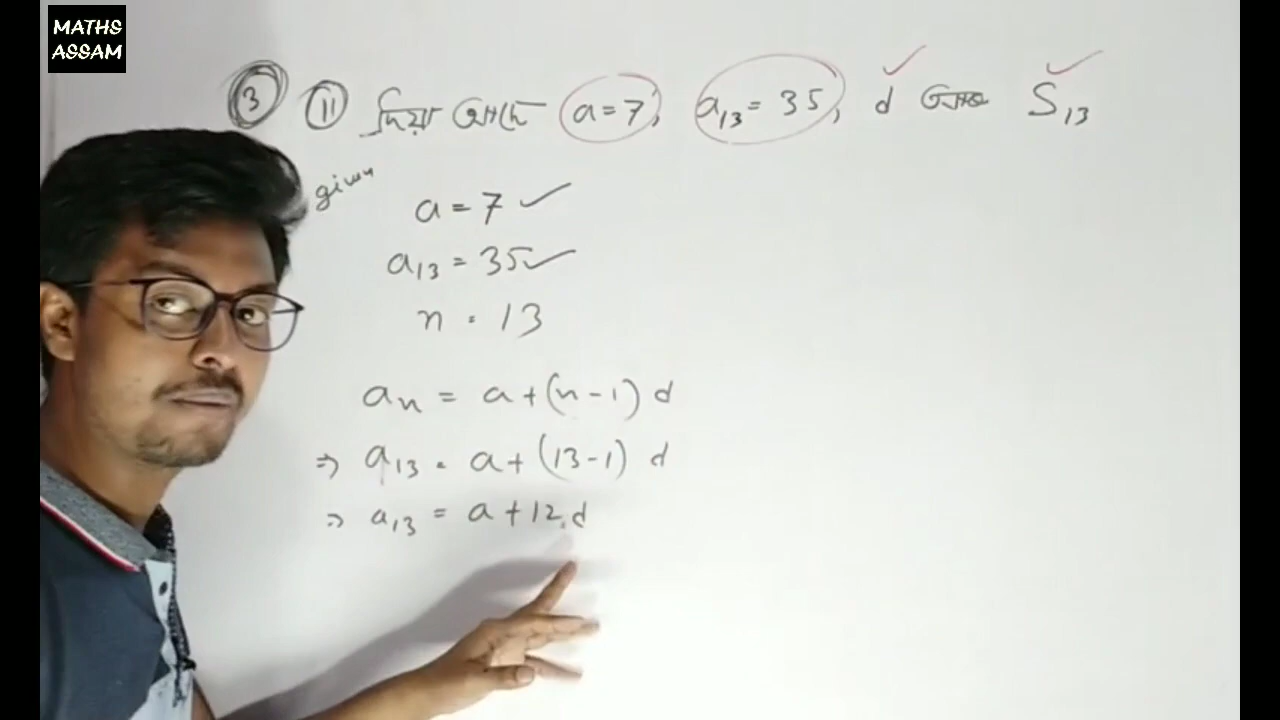 MATHS
ASSAM
3 ii দিয়া আছে a = 7, a₁₃ = 35, d আৰু S₁₃
given
a = 7 ✓
a₁₃ = 35 ✓
n = 13
aₙ = a + (n - 1) d
⇒ a₁₃ = a + (13 - 1) d
⇒ a₁₃ = a + 12.d